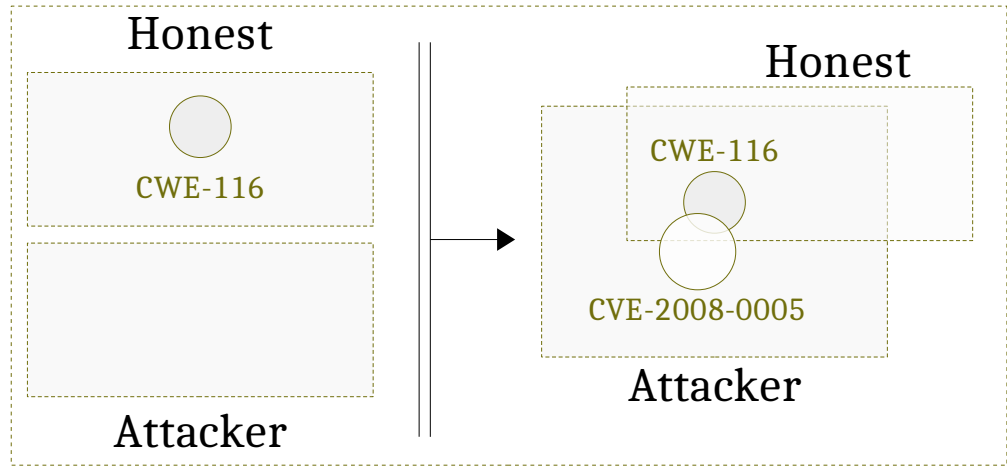 Honest
CWE-116
Attacker
Honest
CWE-116
CVE-2008-0005
Attacker